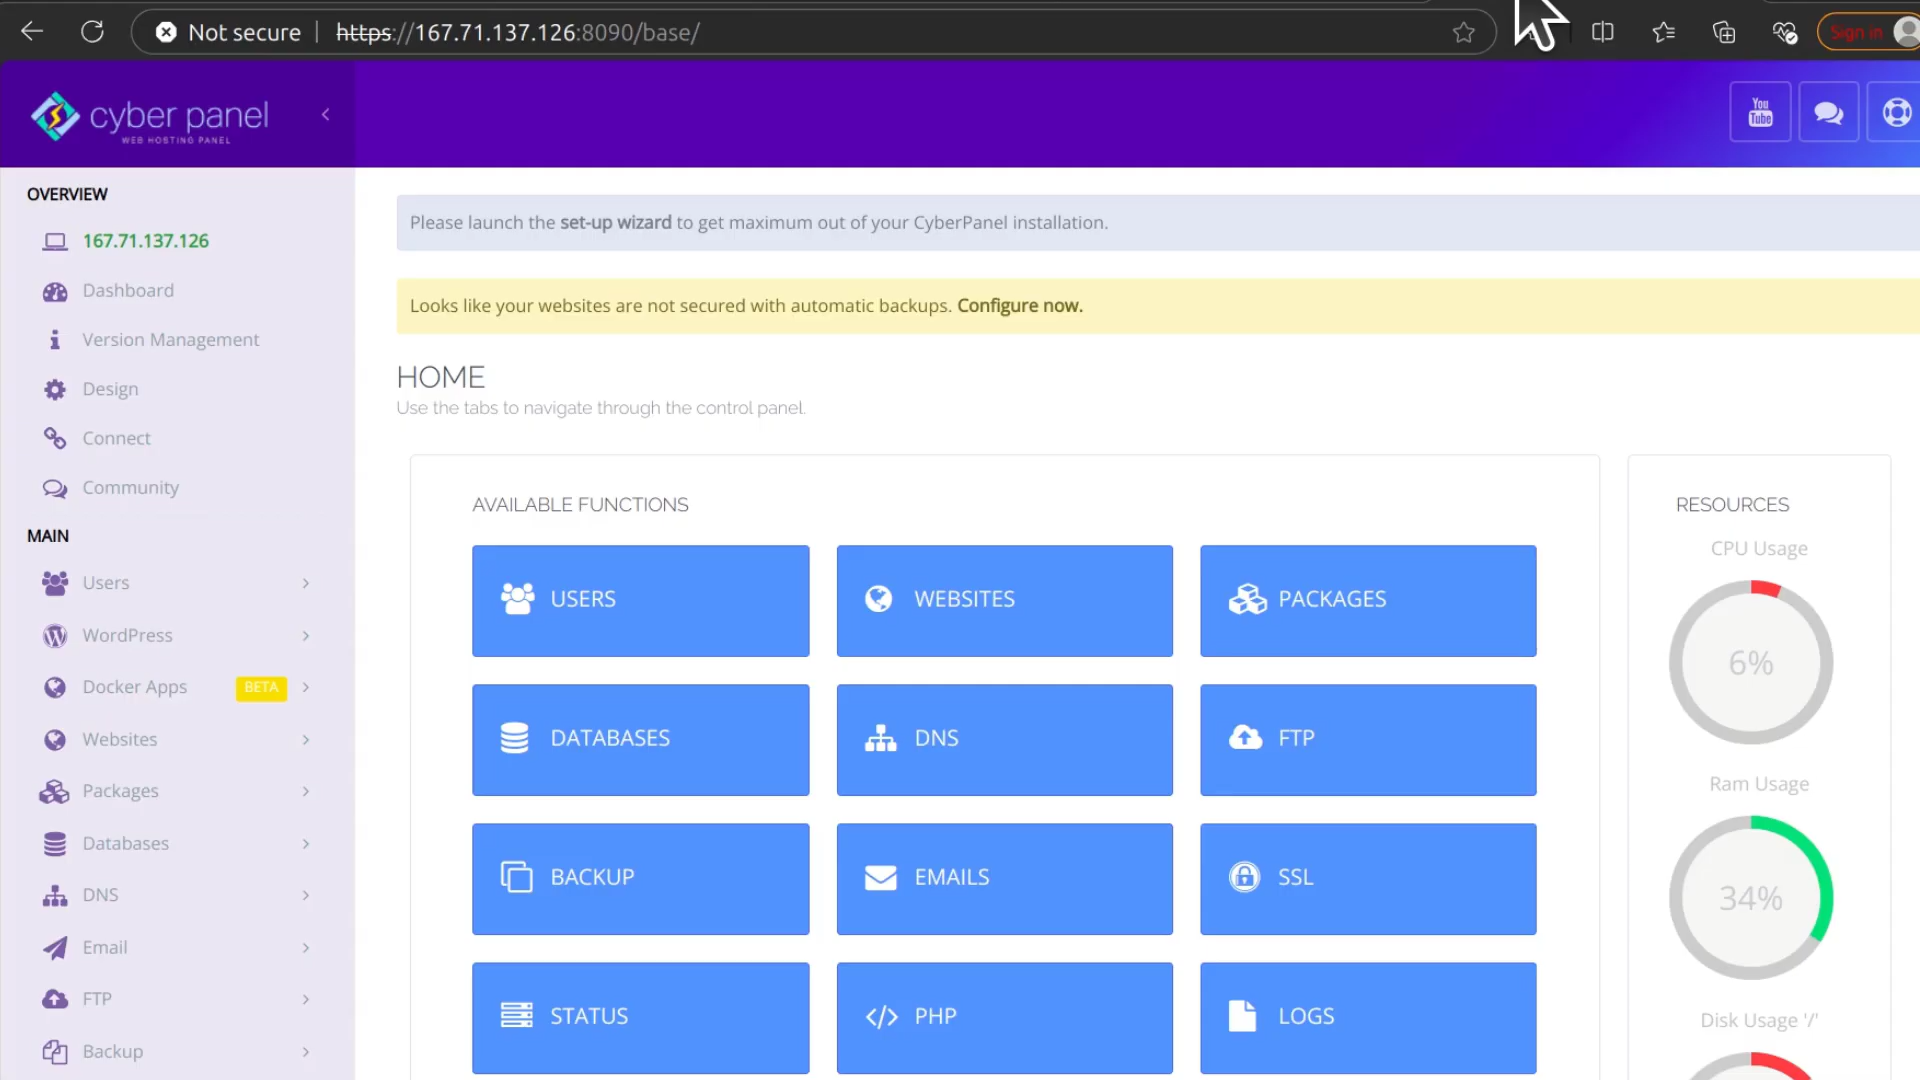 Not secure
https://167.71.137.126:8090/base/
Sign in
cyber panel
WEB HOSTING PANEL
You
Tube
OVERVIEW
167.71.137.126
Dashboard
Version Management
Design
Connect
Community
MAIN
Users
WordPress
Docker Apps BETA
Websites
Packages
Databases
DNS
Email
FTP
Backup
Please launch the set-up wizard to get maximum out of your CyberPanel installation.
Looks like your websites are not secured with automatic backups. Configure now.
HOME
Use the tabs to navigate through the control panel.
AVAILABLE FUNCTIONS
USERS
WEBSITES
PACKAGES
DATABASES
DNS
FTP
BACKUP
EMAILS
SSL
STATUS
PHP
LOGS
RESOURCES
CPU Usage
6%
Ram Usage
34%
Disk Usage '/'